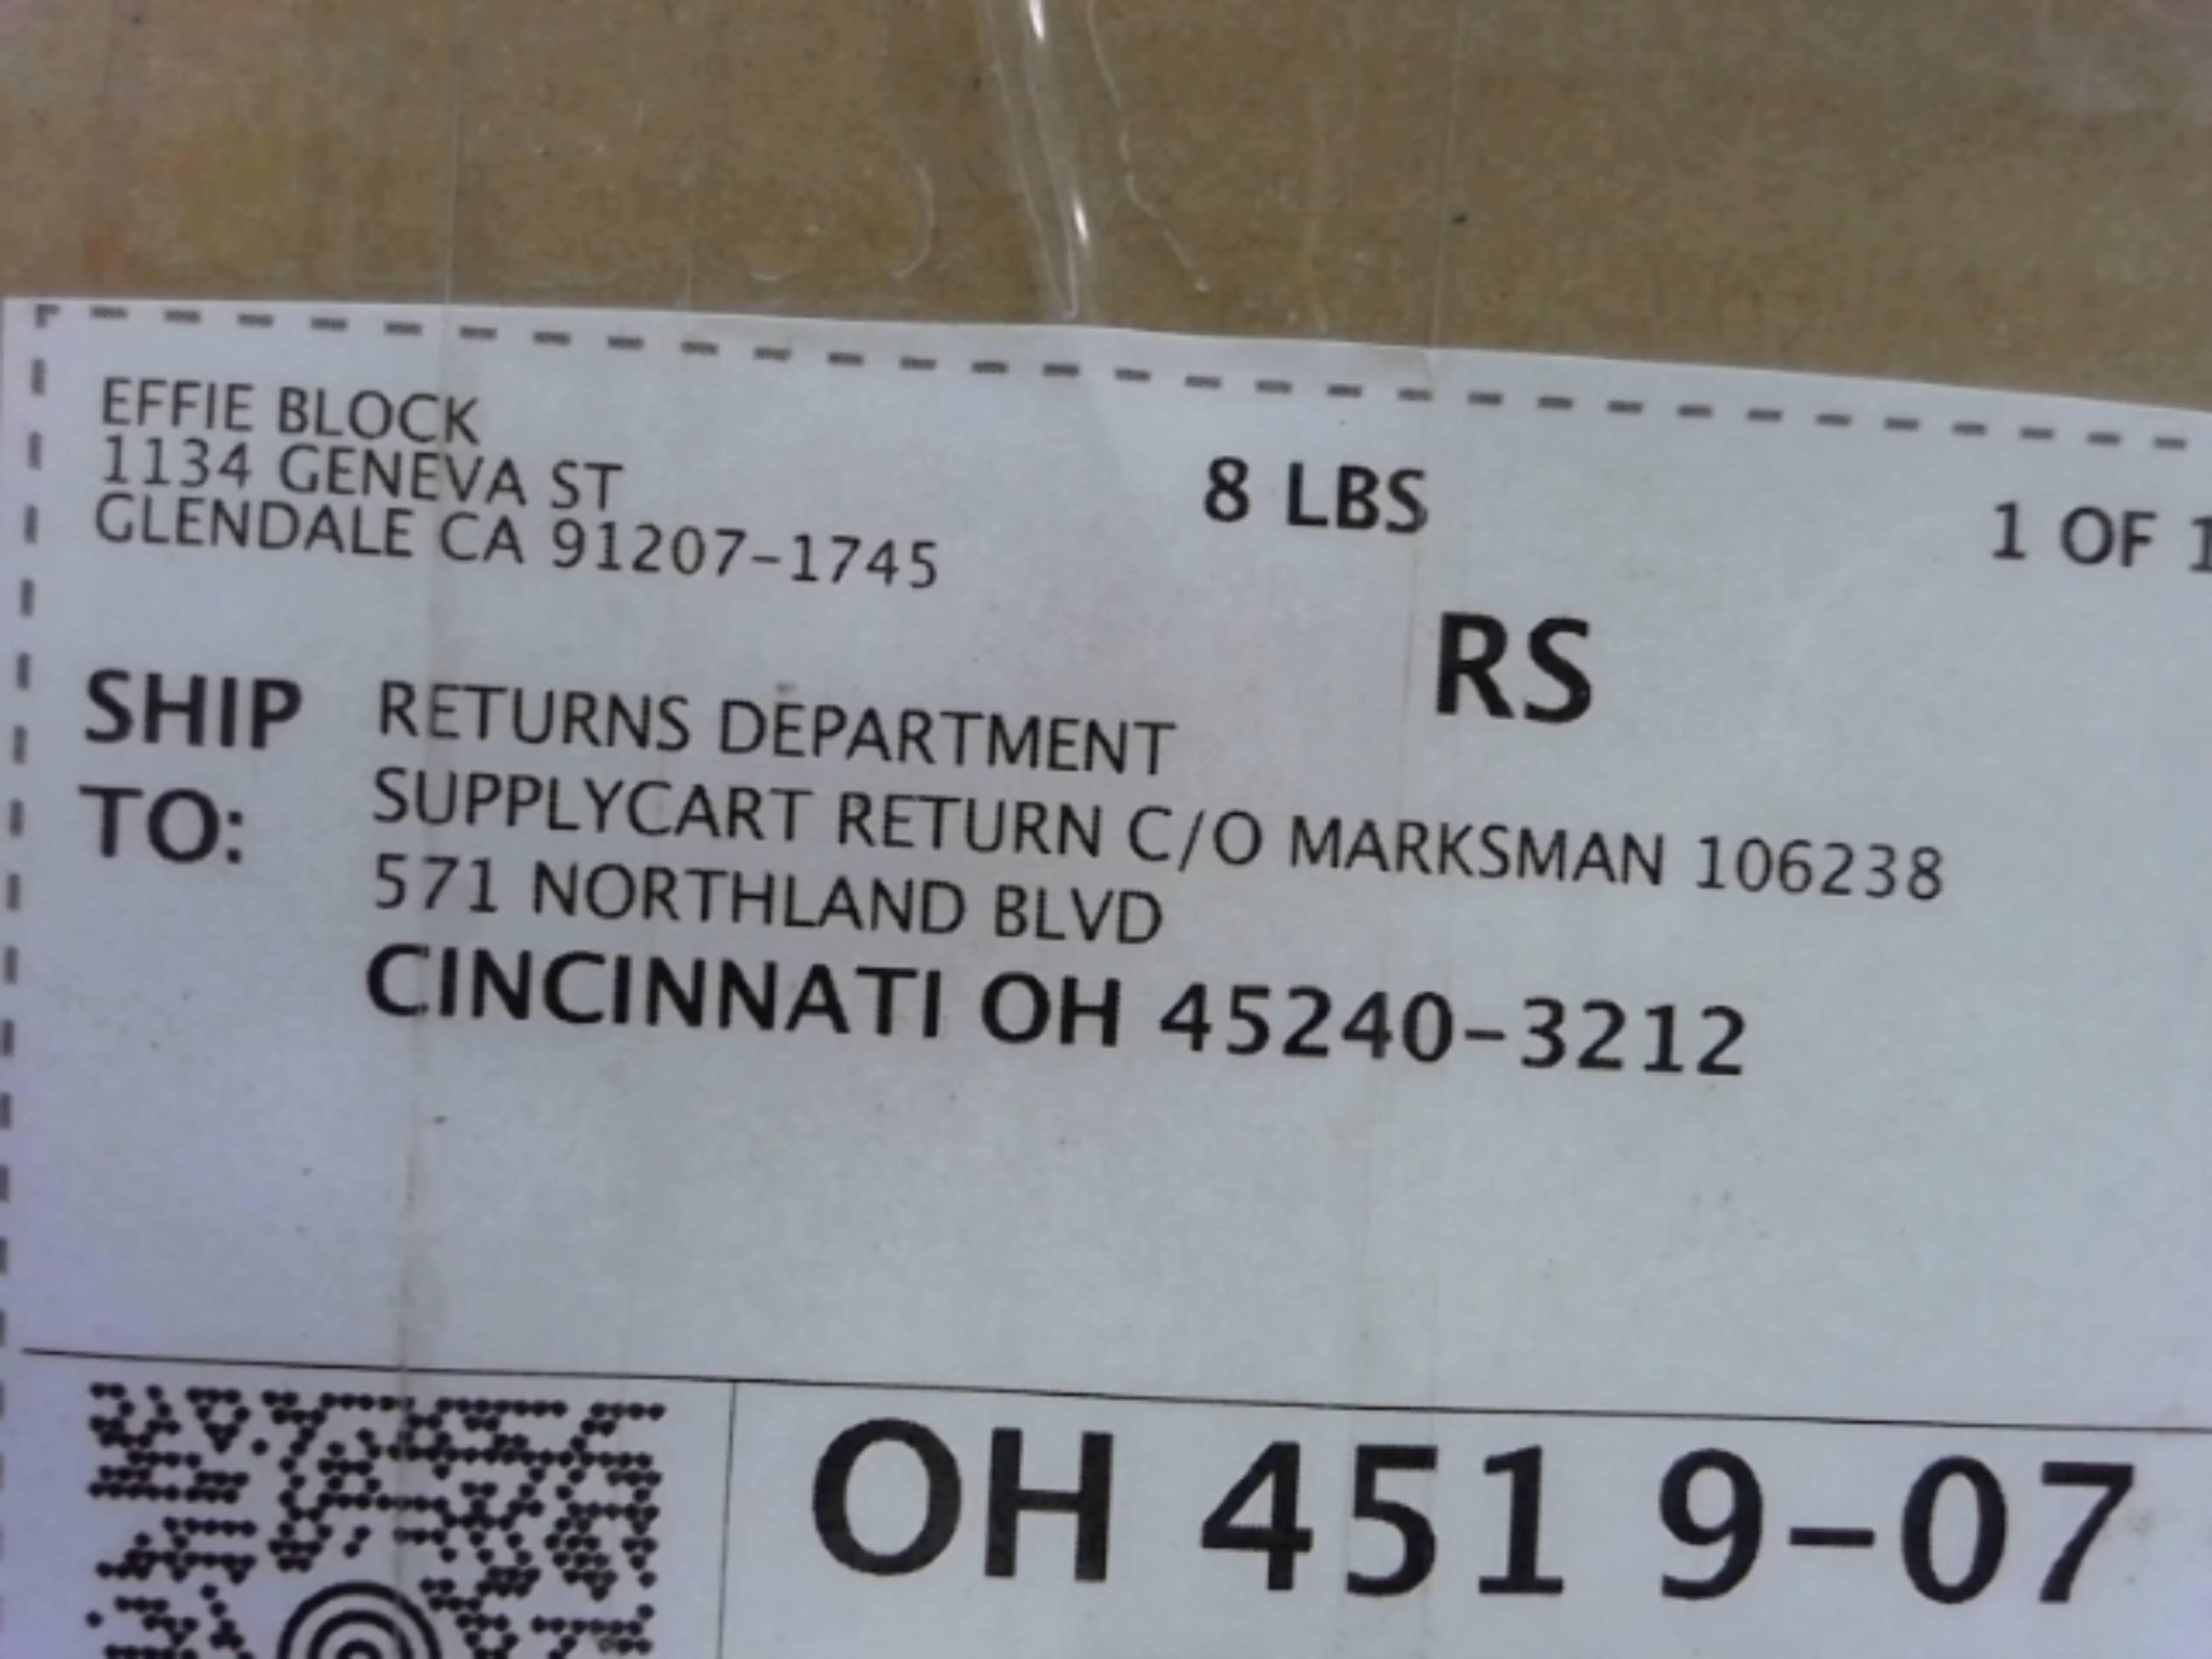 EFFIE BLOCK
1134 GENEVA ST
GLENDALE CA 91207-1745
8 LBS
1 OF 1
RS
SHIP TO:
RETURNS DEPARTMENT
SUPPLYCART RETURN C/O MARKSMAN 106238
571 NORTHLAND BLVD
CINCINNATI OH 45240-3212
OH 451 9-07